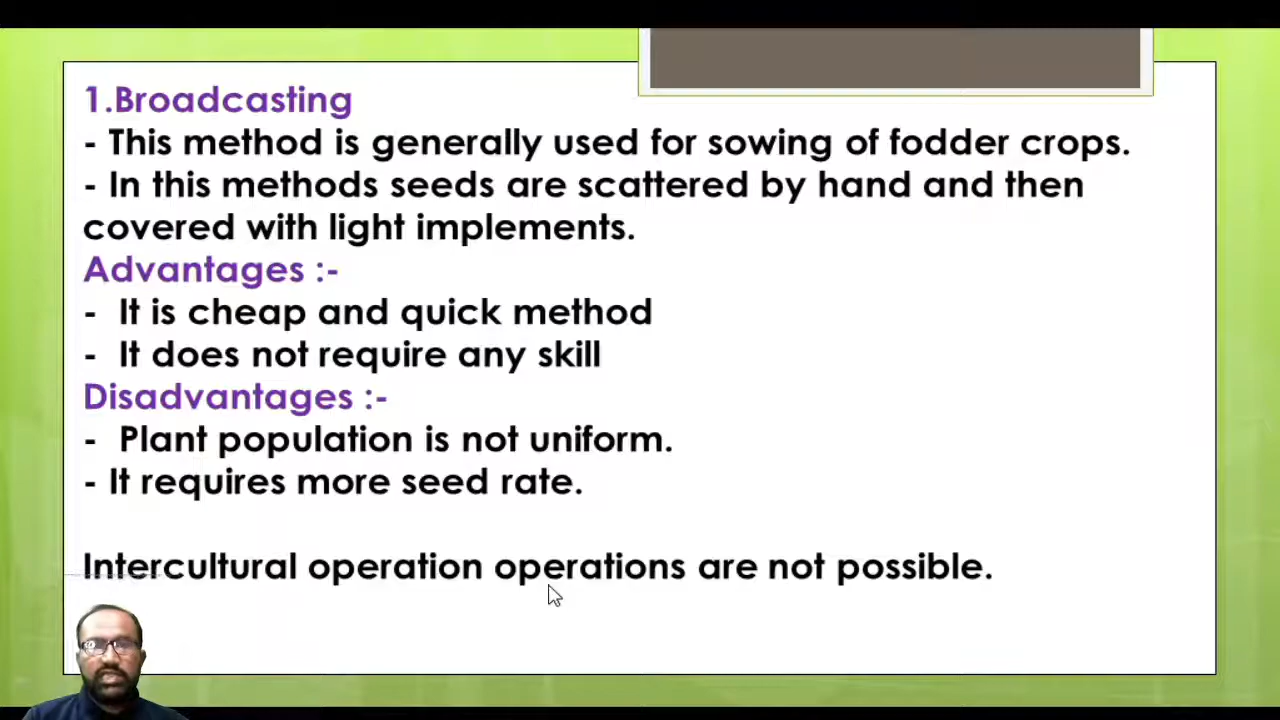 1.Broadcasting
- This method is generally used for sowing of fodder crops.
- In this methods seeds are scattered by hand and then
covered with light implements.
Advantages :-
- It is cheap and quick method
- It does not require any skill
Disadvantages :-
- Plant population is not uniform.
- It requires more seed rate.
Intercultural operation operations are not possible.